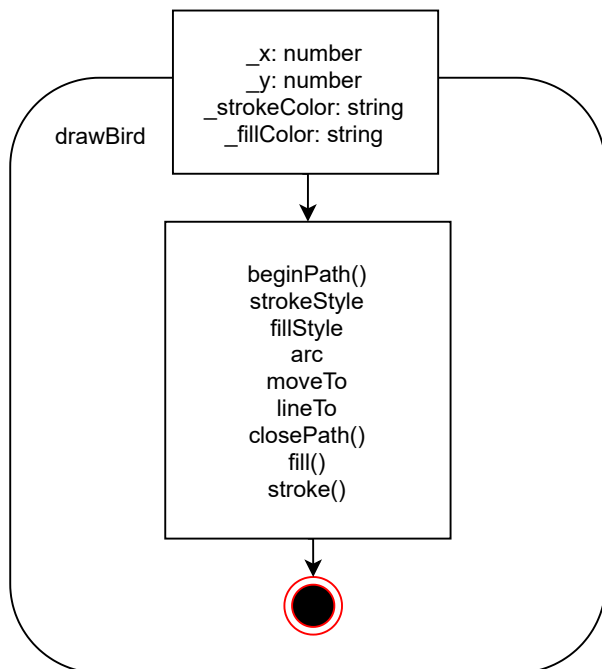 _x: number
_y: number
_strokeColor: string
_fillColor: string
drawBird
beginPath()
strokeStyle
fillStyle
arc
moveTo
lineTo
closePath()
fill()
stroke()